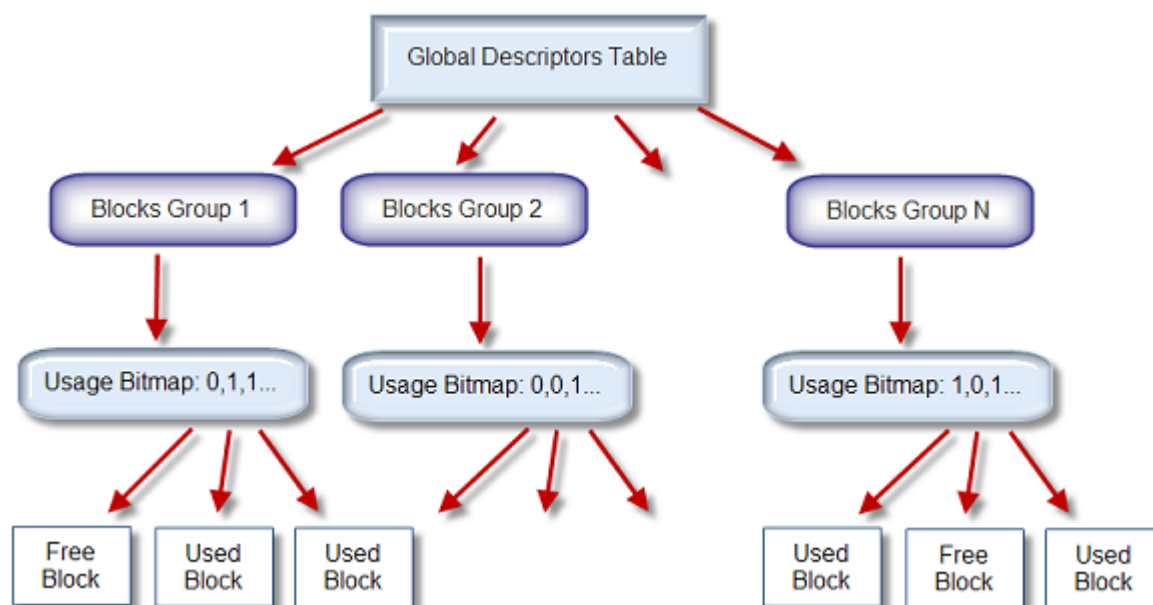 Global Descriptors Table
Blocks Group 1
Blocks Group 2
Blocks Group N
Usage Bitmap: 0,1,1...
Usage Bitmap: 0,0,1...
Usage Bitmap: 1,0,1...
Free
Block
Used
Block
Used
Block
Used
Block
Free
Block
Used
Block